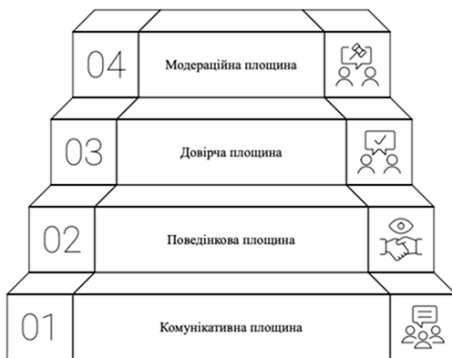 04 Модераційна площина
03 Довірча площина
02 Поведінкова площина
01 Комунікативна площина